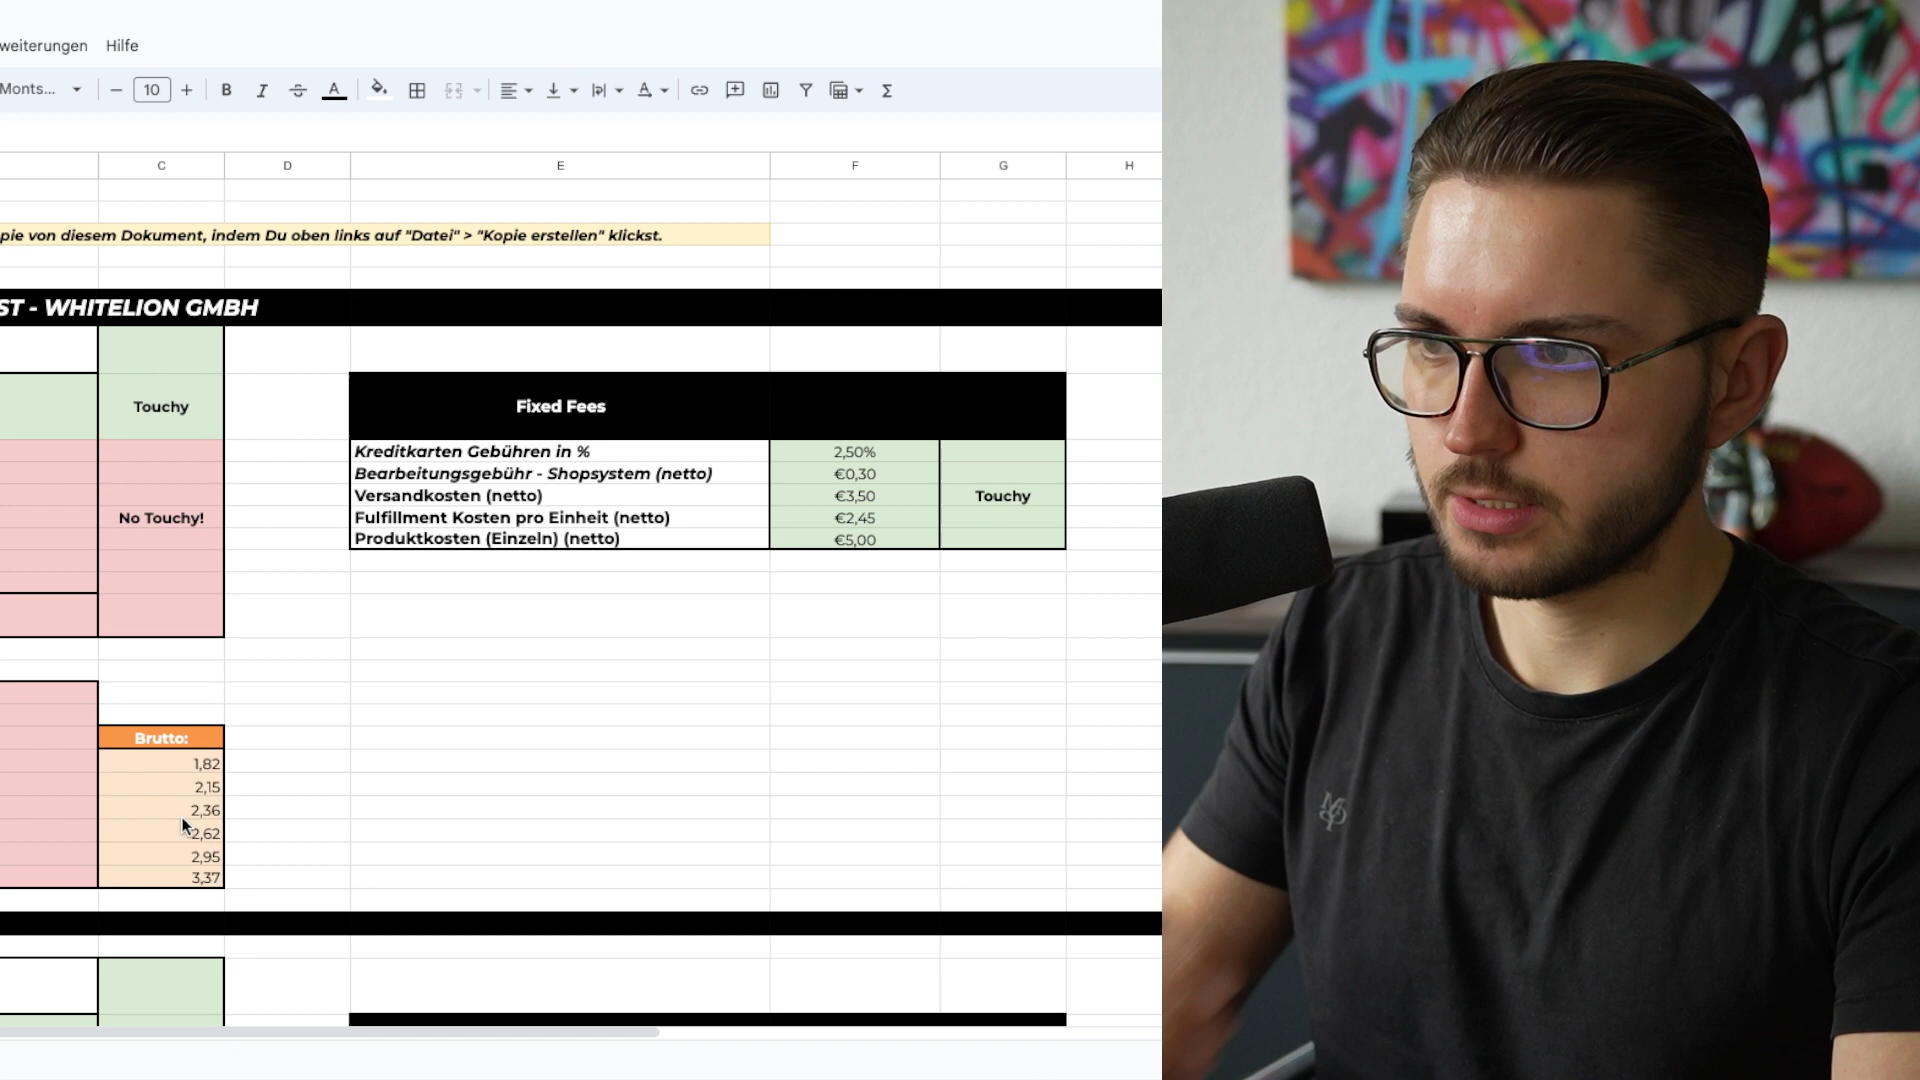 weiterungen Hilfe
Monts... 10 B I A A Σ
C D E F G H
pie von diesem Dokument, indem Du oben links auf "Datei" > "Kopie erstellen" klickst.
ST - WHITELION GMBH
Touchy
Fixed Fees
Kreditkarten Gebühren in % 2,50%
Bearbeitungsgebühr - Shopsystem (netto) €0,30
Versandkosten (netto) €3,50 Touchy
No Touchy!
Fulfillment Kosten pro Einheit (netto) €2,45
Produktkosten (Einzeln) (netto) €5,00
Brutto:
1,82
2,15
2,36
2,62
2,95
3,37